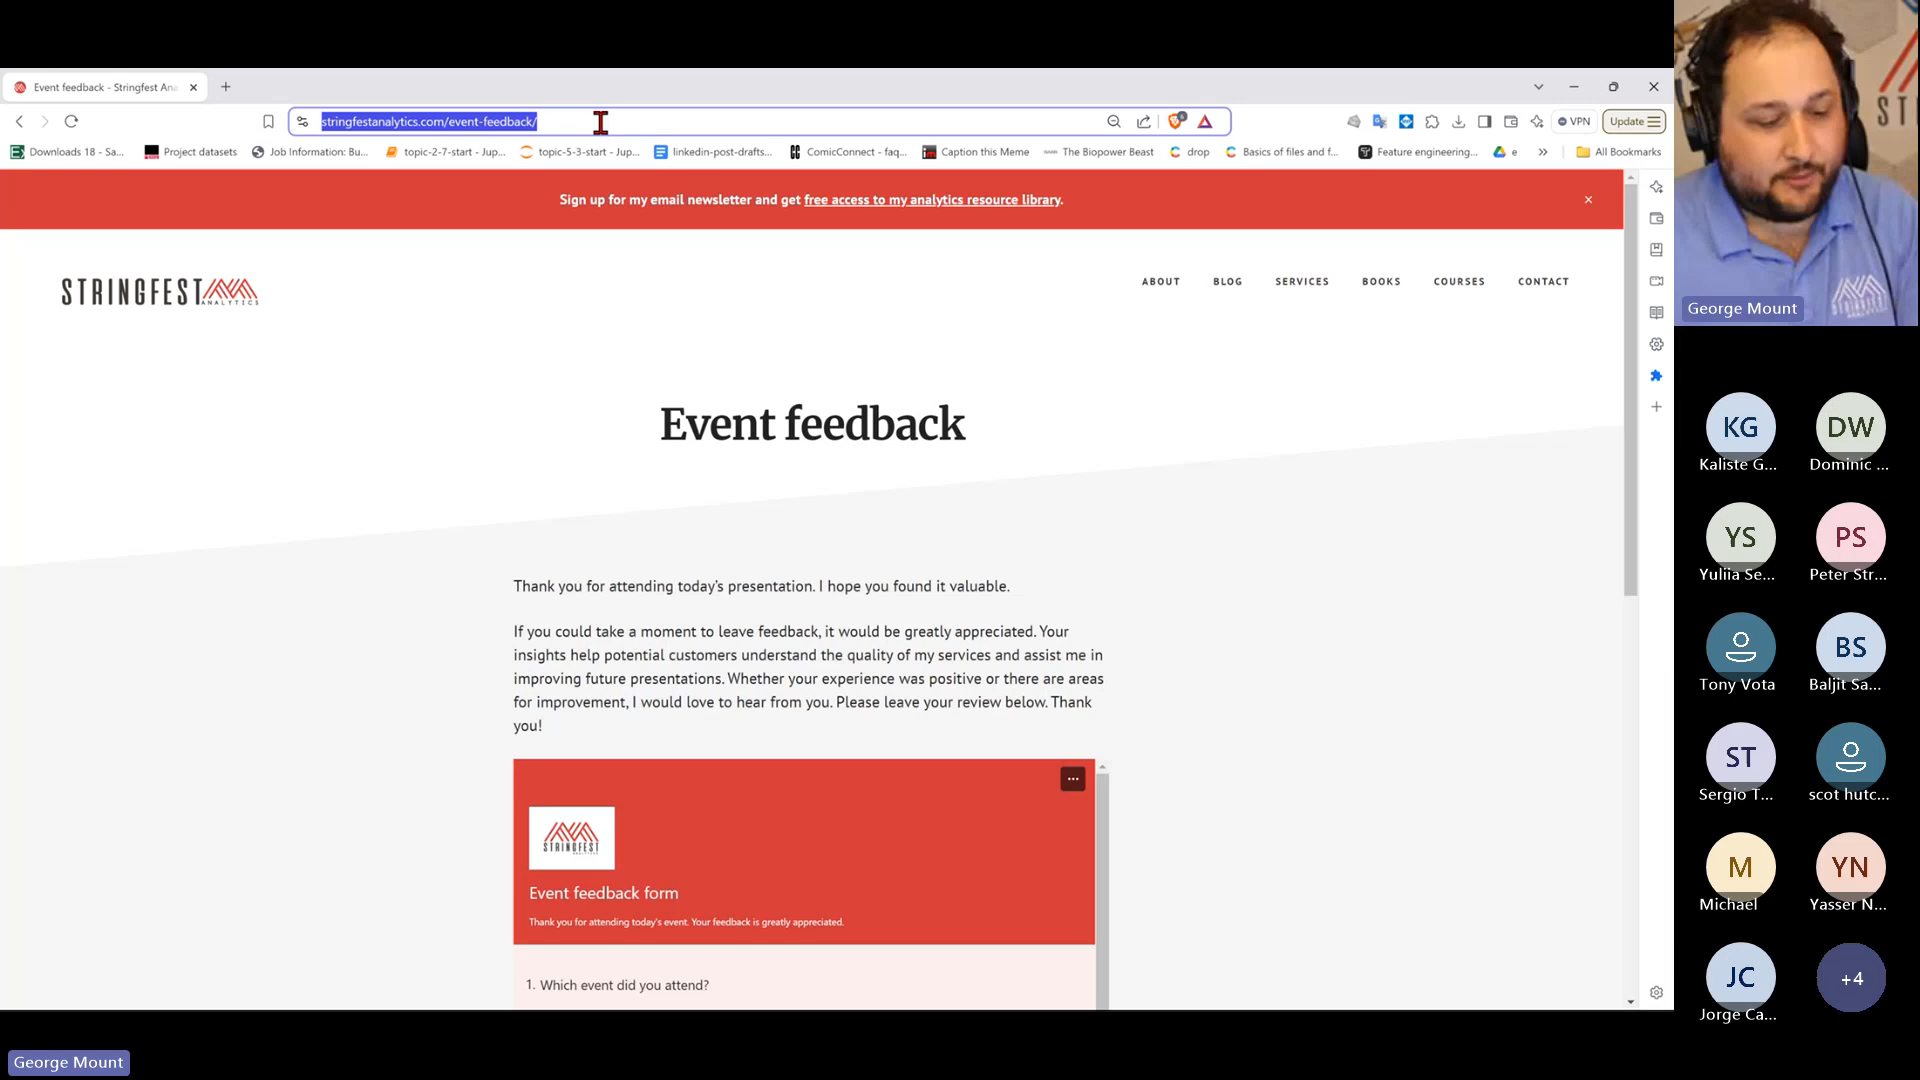 Event feedback - Stringfest Ana
stringfestanalytics.com/event-feedback/
6
VPN
Update
Downloads 18 - Sa...
Project datasets
Job Information: Bu...
topic-2-7-start - Jup...
topic-5-3-start - Jup...
linkedin-post-drafts...
ComicConnect - faq...
Caption this Meme
The Biopower Beast
drop
Basics of files and f...
Feature engineering...
e
All Bookmarks
Sign up for my email newsletter and get free access to my analytics resource library.
STRINGFEST
ANALYTICS
ABOUT
BLOG
SERVICES
BOOKS
COURSES
CONTACT
Event feedback
Thank you for attending today's presentation. I hope you found it valuable.
If you could take a moment to leave feedback, it would be greatly appreciated. Your
insights help potential customers understand the quality of my services and assist me in
improving future presentations. Whether your experience was positive or there are areas
for improvement, I would love to hear from you. Please leave your review below. Thank
you!
STRINGFEST
ANALYTICS
Event feedback form
Thank you for attending today's event. Your feedback is greatly appreciated.
1. Which event did you attend?
George Mount
ST
STRINGFEST
ANALYTICS
George Mount
KG
Kaliste G...
DW
Dominic ...
YS
Yuliia Se...
PS
Peter Str...
Tony Vota
BS
Baljit Sa...
ST
Sergio T...
scot hutc...
M
Michael
YN
Yasser N...
JC
Jorge Ca...
+4